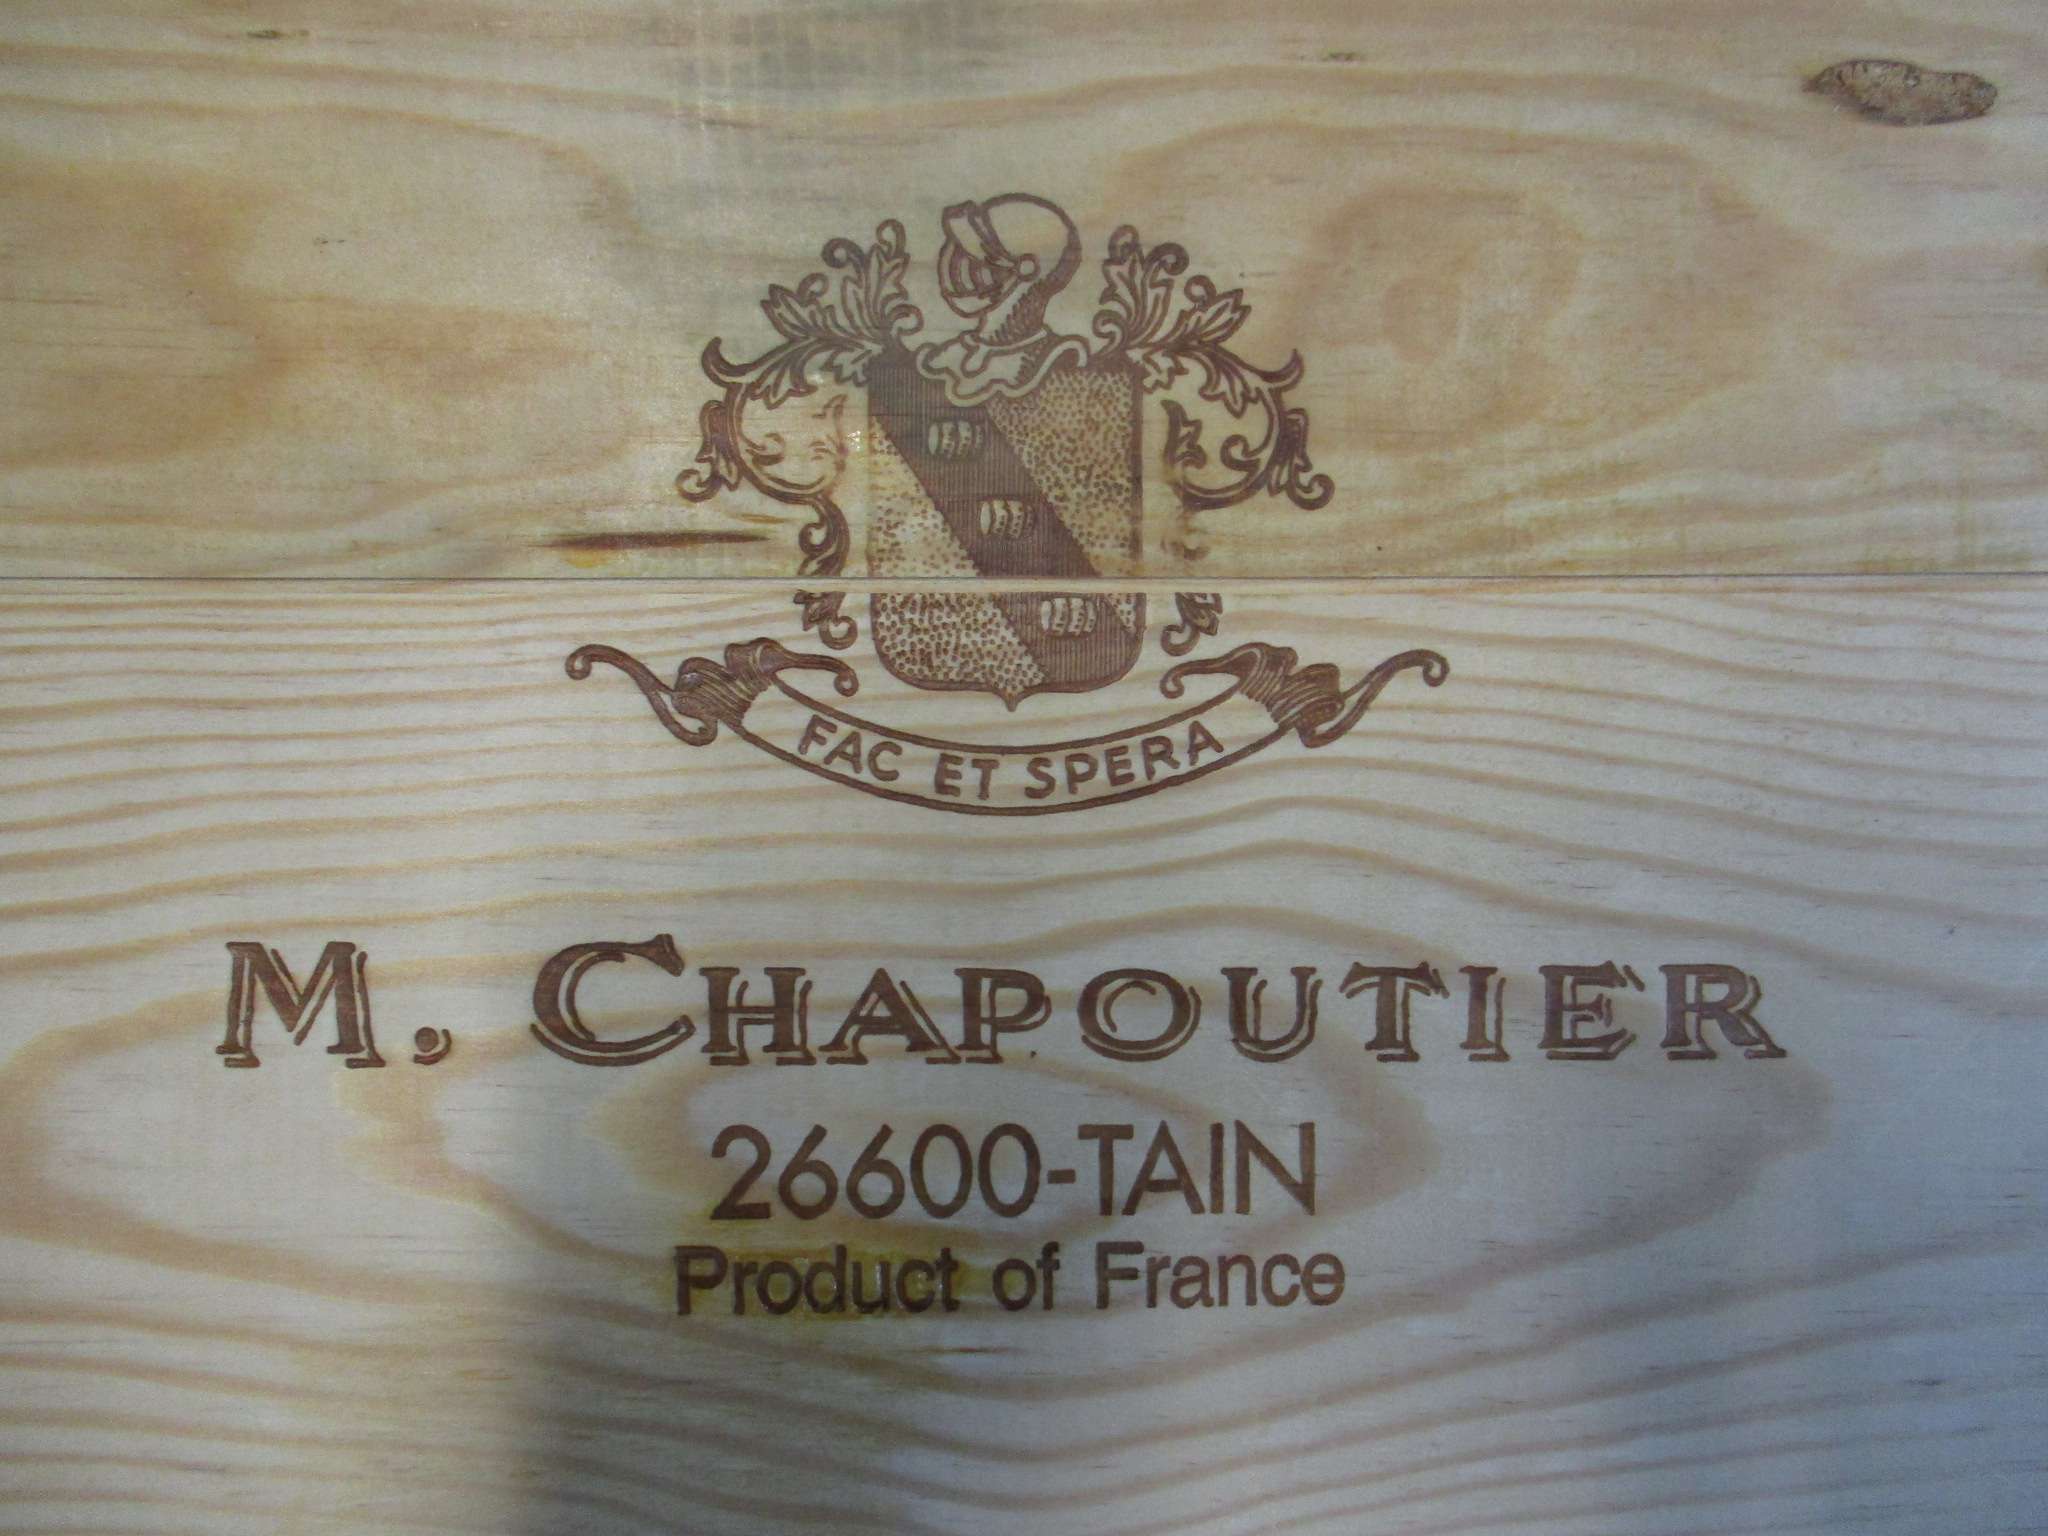 FAC ET SPERA
M. CHAPOUTIER
26600-TAIN
Product of France